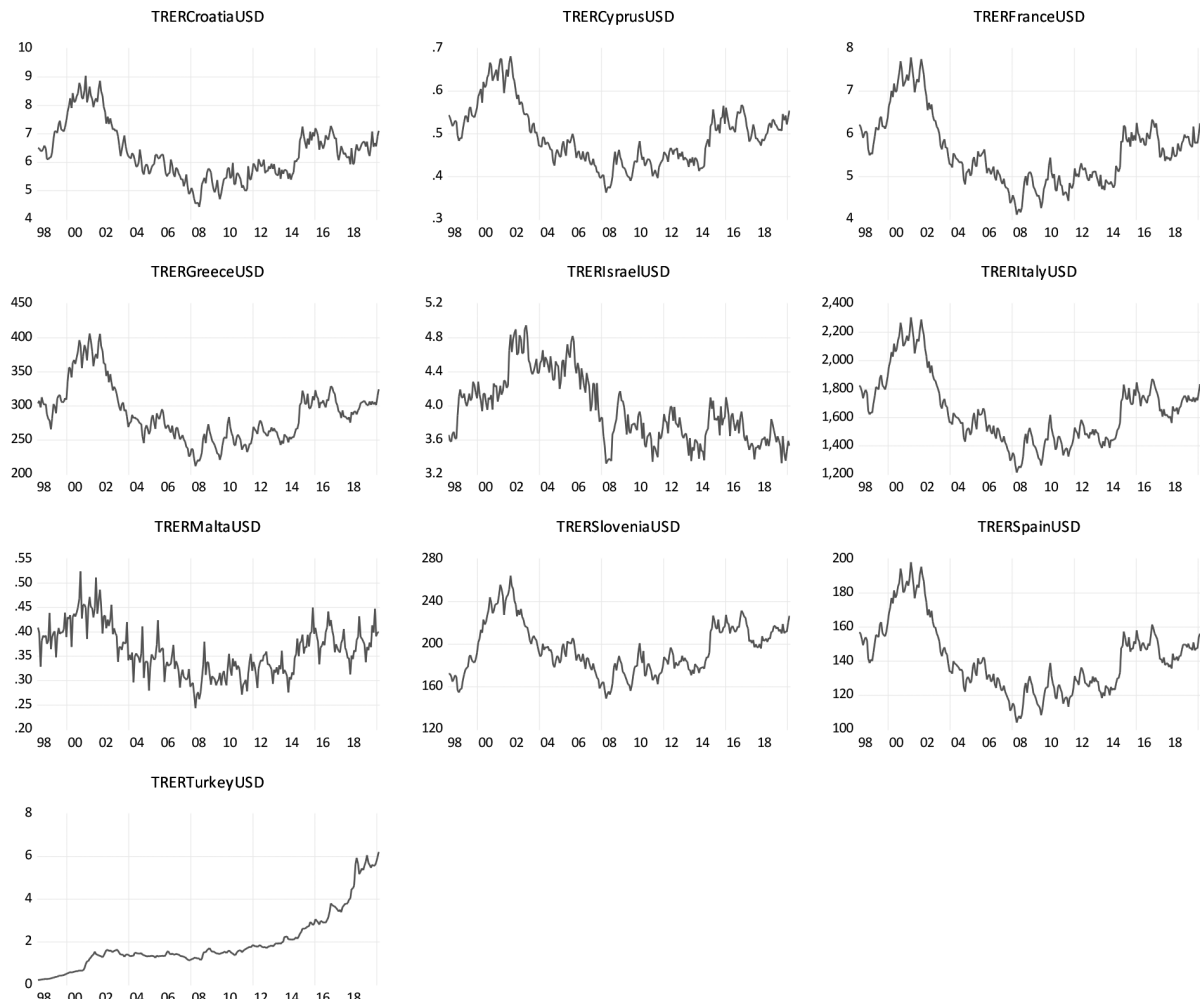 TRERCroatiaUSD TRERCyprusUSD TRERFranceUSD
10 .7 8
9
8 .6 7
7 .5 6
6
5 .4 5
4 .3 4
98 00 02 04 06 08 10 12 14 16 18 98 00 02 04 06 08 10 12 14 16 18 98 00 02 04 06 08 10 12 14 16 18
TRERGreeceUSD TRERIsraelUSD TRERItalyUSD
450 5.2 2,400
400 4.8 2,200
2,000
350 4.4 1,800
300 4.0 1,600
250 3.6 1,400
200 3.2 1,200
98 00 02 04 06 08 10 12 14 16 18 98 00 02 04 06 08 10 12 14 16 18 98 00 02 04 06 08 10 12 14 16 18
TRERMaltaUSD TRERSloveniaUSD TRERSpainUSD
.55 280 200
.50 240 180
.45
.40 200 160
.35 140
.30 160 120
.25
.20 120 100
98 00 02 04 06 08 10 12 14 16 18 98 00 02 04 06 08 10 12 14 16 18 98 00 02 04 06 08 10 12 14 16 18
TRERTurkeyUSD
8
6
4
2
0
98 00 02 04 06 08 10 12 14 16 18